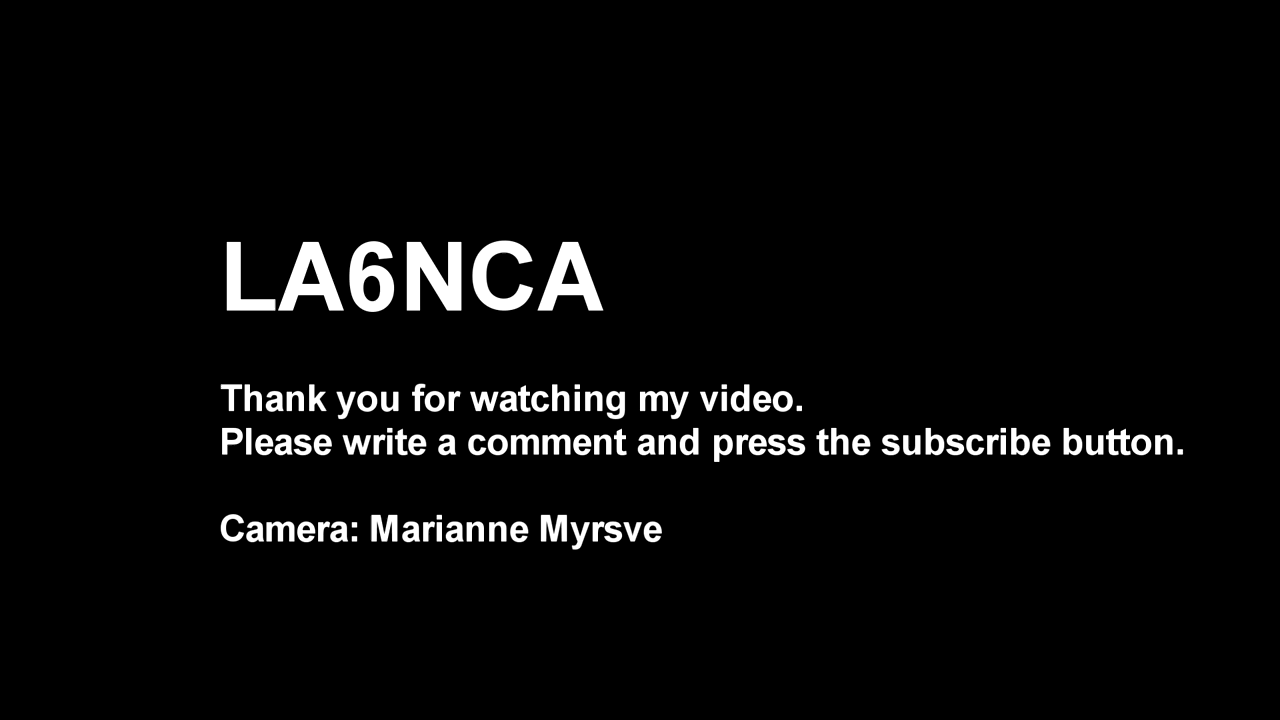 LA6NCA
Thank you for watching my video.
Please write a comment and press the subscribe button.
Camera: Marianne Myrsve